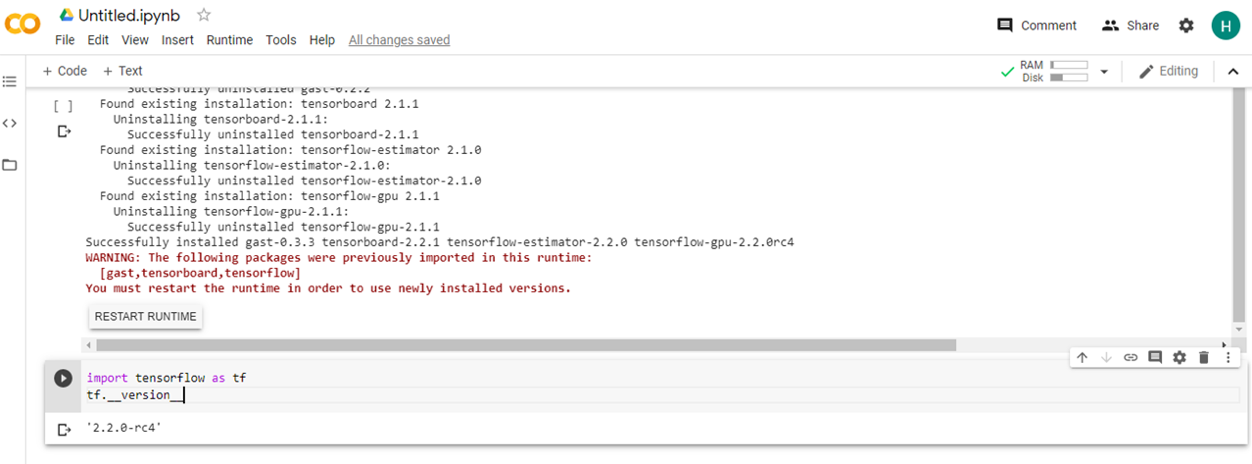 Untitled.ipynb
Comment
Share
H
File Edit View Insert Runtime Tools Help All changes saved
+ Code + Text
RAM
Disk
Editing
Successfully uninstalled gast-0.2.2
[ ]
Found existing installation: tensorboard 2.1.1
Uninstalling tensorboard-2.1.1:
Successfully uninstalled tensorboard-2.1.1
Found existing installation: tensorflow-estimator 2.1.0
Uninstalling tensorflow-estimator-2.1.0:
Successfully uninstalled tensorflow-estimator-2.1.0
Found existing installation: tensorflow-gpu 2.1.1
Uninstalling tensorflow-gpu-2.1.1:
Successfully uninstalled tensorflow-gpu-2.1.1
Successfully installed gast-0.3.3 tensorboard-2.2.1 tensorflow-estimator-2.2.0 tensorflow-gpu-2.2.0rc4
WARNING: The following packages were previously imported in this runtime:
[gast,tensorboard,tensorflow]
You must restart the runtime in order to use newly installed versions.
RESTART RUNTIME
import tensorflow as tf
tf.__version__
'2.2.0-rc4'